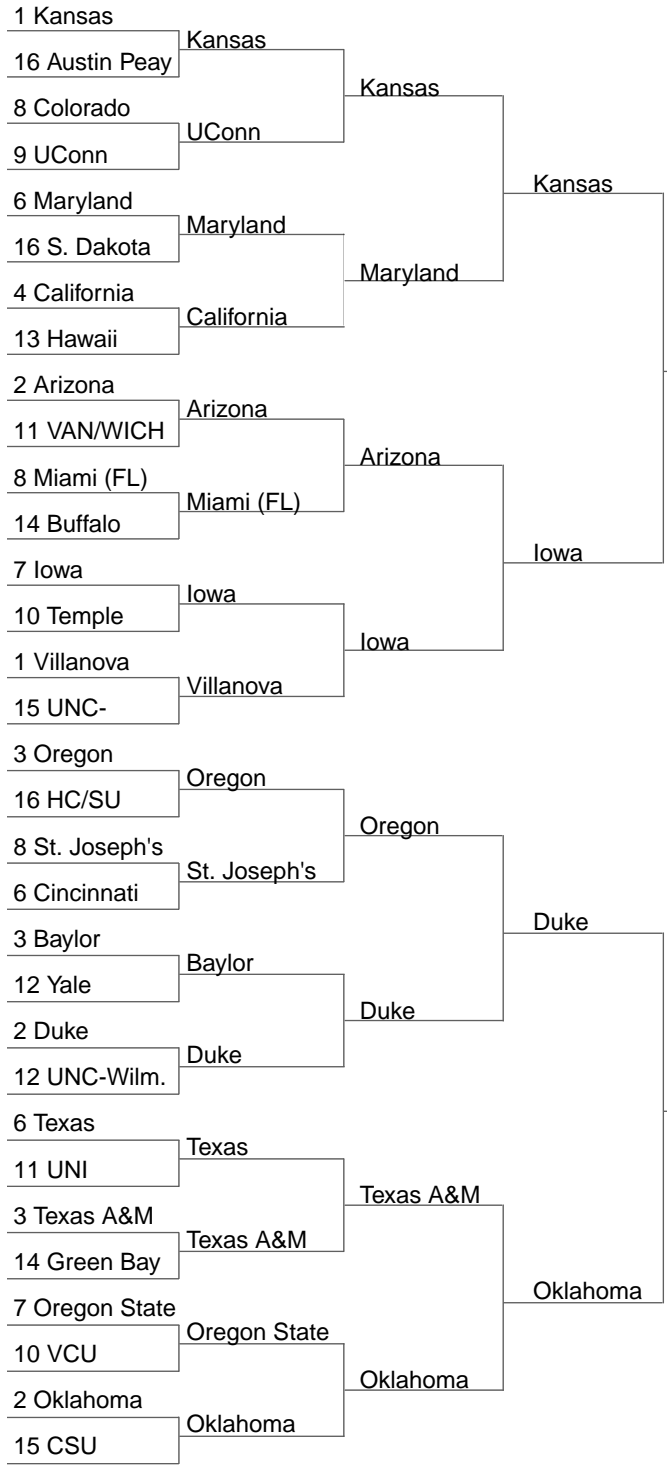 1 Kansas
16 Austin Peay
8 Colorado
9 UConn
6 Maryland
16 S. Dakota
4 California
13 Hawaii
2 Arizona
11 VAN/WICH
8 Miami (FL)
14 Buffalo
7 Iowa
10 Temple
1 Villanova
15 UNC-
3 Oregon
16 HC/SU
8 St. Joseph's
6 Cincinnati
3 Baylor
12 Yale
2 Duke
12 UNC-Wilm.
6 Texas
11 UNI
3 Texas A&M
14 Green Bay
7 Oregon State
10 VCU
2 Oklahoma
15 CSU
Kansas
UConn
Maryland
California
Arizona
Miami (FL)
Iowa
Villanova
Oregon
St. Joseph's
Baylor
Duke
Texas
Texas A&M
Oregon State
Oklahoma
Kansas
Maryland
Arizona
Iowa
Oregon
Duke
Texas A&M
Oklahoma
Kansas
Iowa
Duke
Oklahoma